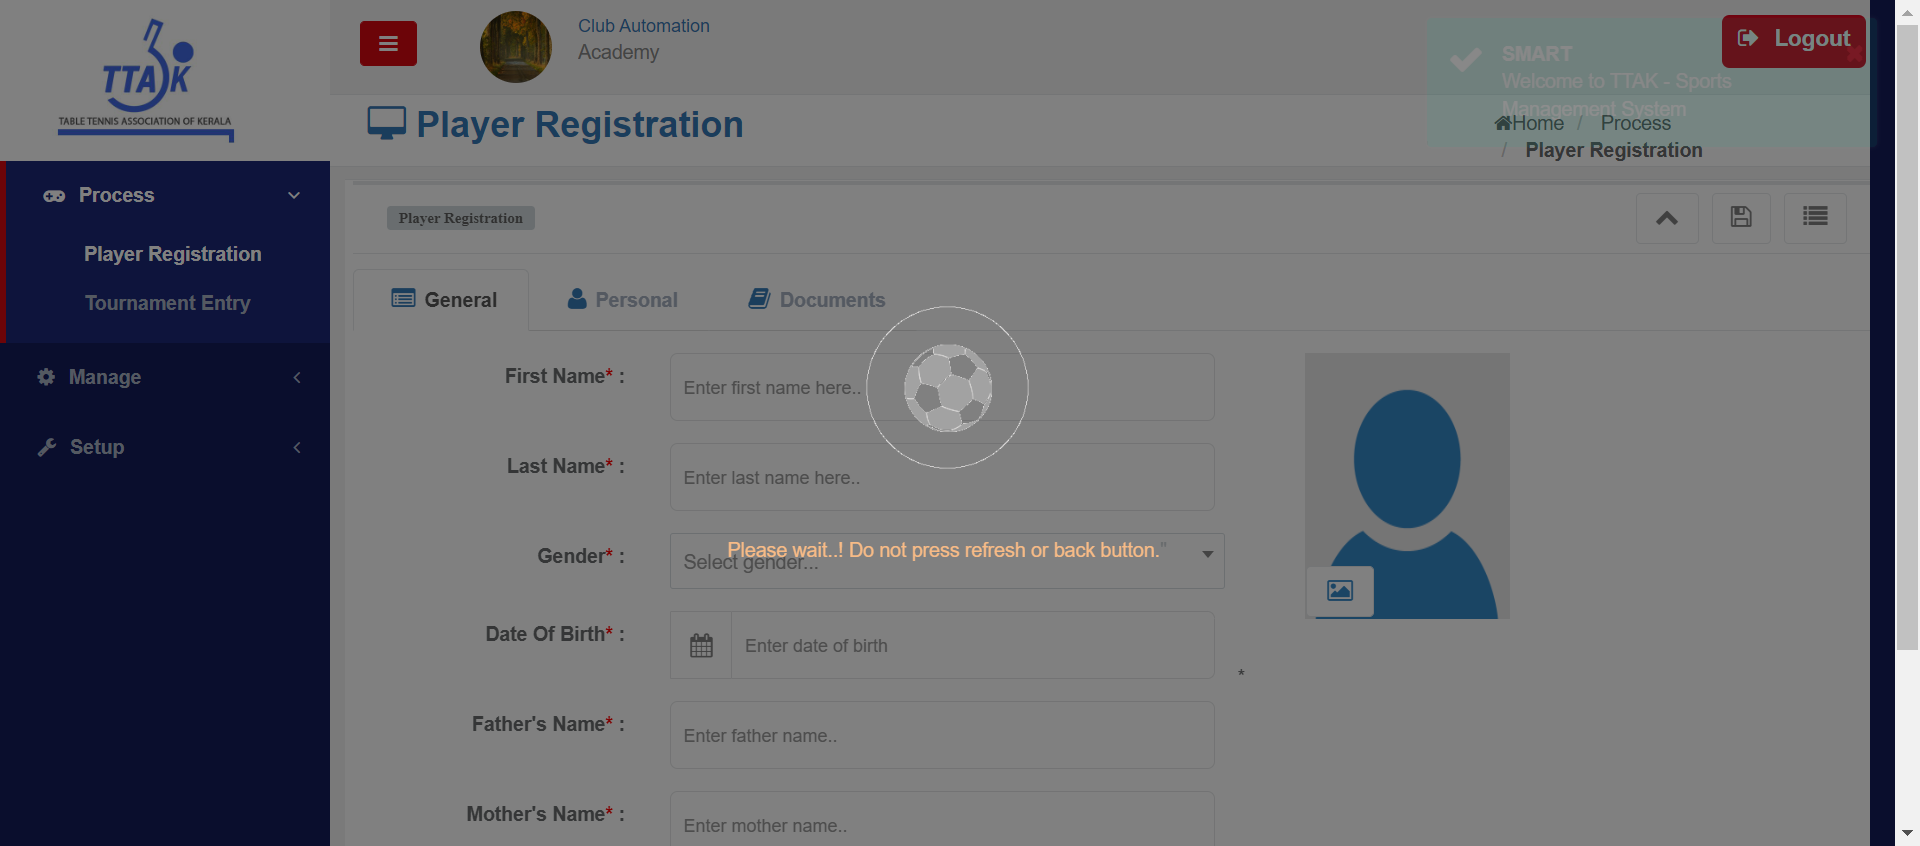 TTAK
TABLE TENNIS ASSOCIATION OF KERALA
Process
Player Registration
Tournament Entry
Manage
Setup
Club Automation
Academy
SMART
Welcome to TTAK - Sports
Management System
Logout
Player Registration
Home / Process
/ Player Registration
Player Registration
General
Personal
Documents
First Name* :
Enter first name here..
Last Name* :
Enter last name here..
Gender* :
Select gender...
Please wait..! Do not press refresh or back button."
Date Of Birth* :
Enter date of birth
*
Father's Name* :
Enter father name..
Mother's Name* :
Enter mother name..